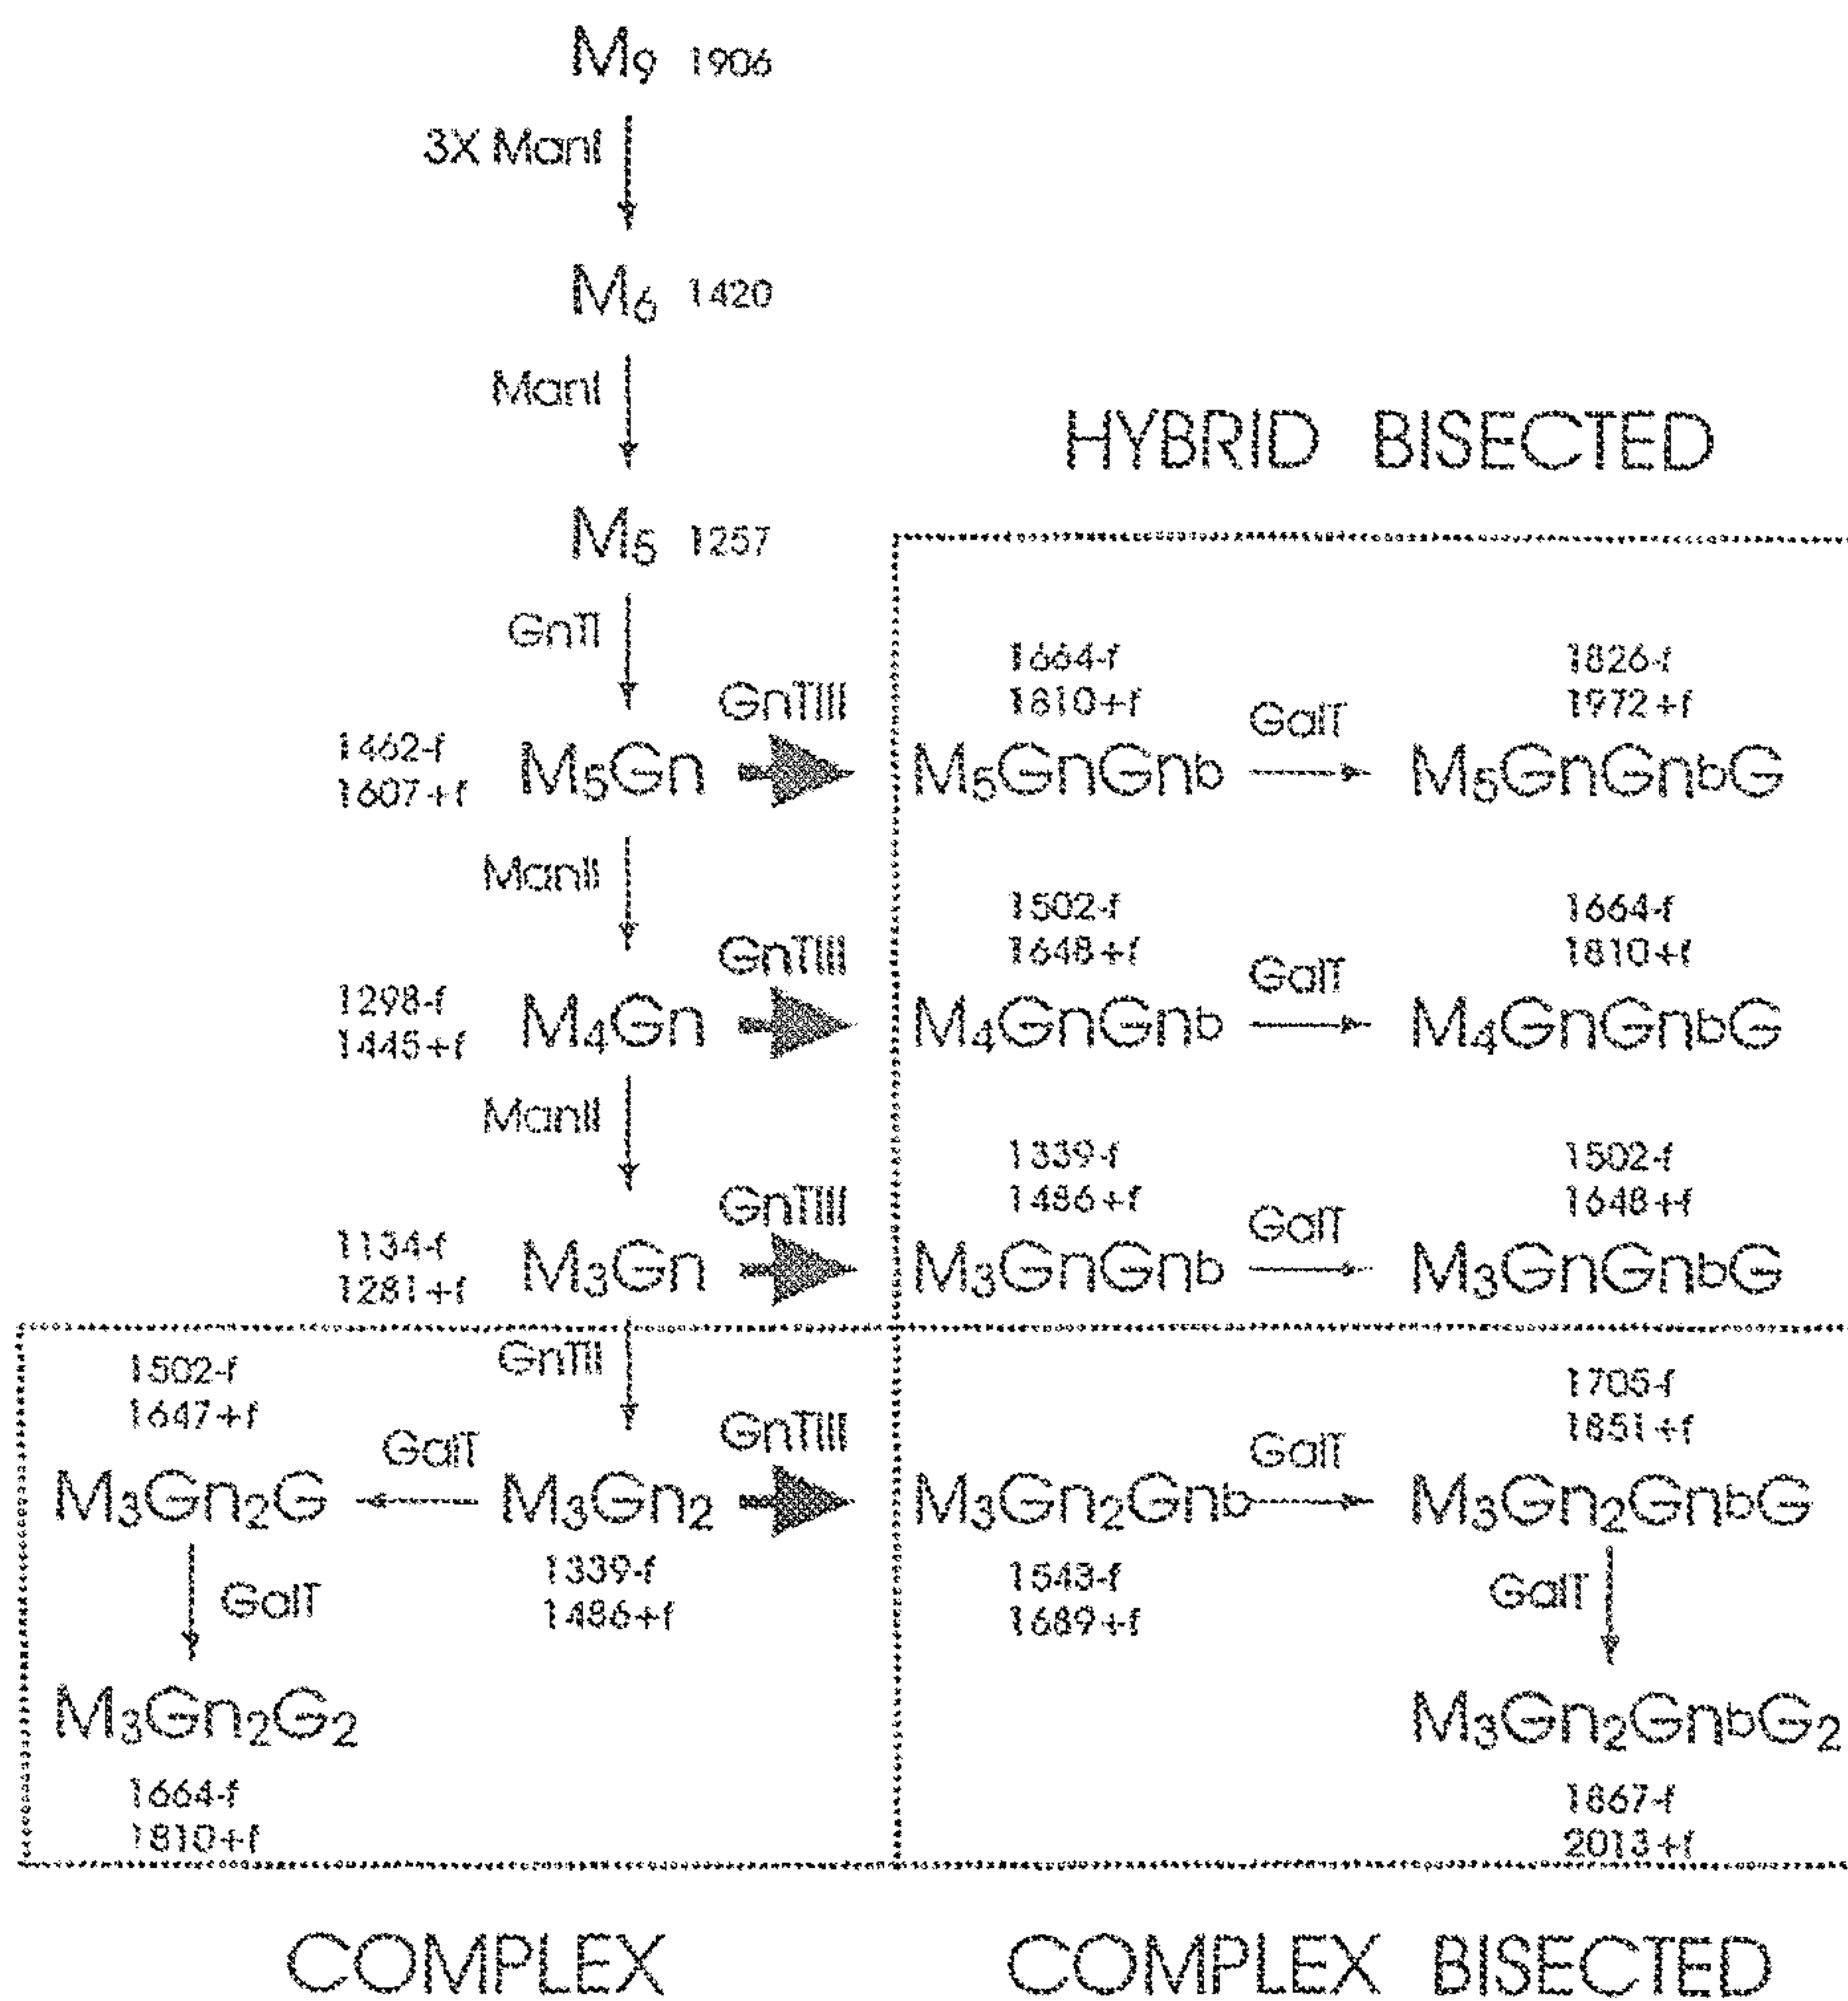 M₉ 1906
3X ManI
M₆ 1420
ManI
M₅ 1257
GnTI
HYBRID BISECTED
1462-f
1607+f
M₅Gn
GnTIII
1664-f
1810+f
M₅GnGnb
GalT
1826-f
1972+f
M₅GnGnbG
ManII
1298-f
1445+f
M₄Gn
GnTIII
1502-f
1648+f
M₄GnGnb
GalT
1664-f
1810+f
M₄GnGnbG
ManII
1134-f
1281+f
M₃Gn
GnTIII
1339-f
1486+f
M₃GnGnb
GalT
1502-f
1648+f
M₃GnGnbG
GnTII
1502-f
1647+f
M₃Gn₂G
GalT
M₃Gn₂
1339-f
1486+f
GnTIII
M₃Gn₂Gnb
1543-f
1689+f
GalT
1705-f
1851+f
M₃Gn₂GnbG
GalT
M₃Gn₂G₂
1664-f
1810+f
GalT
M₃Gn₂GnbG₂
1867-f
2013+f
COMPLEX
COMPLEX BISECTED